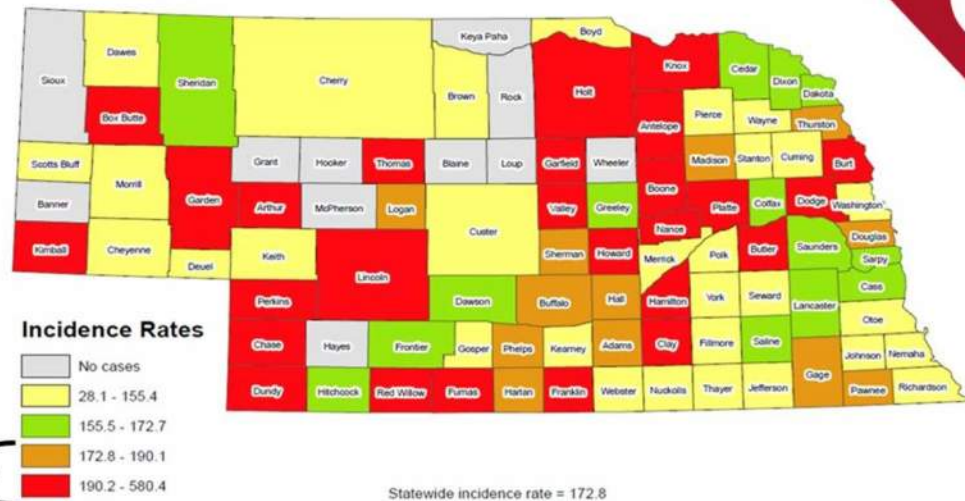 Boyd
Keya Paha
Dawes
Sioux
Sheridan
Cherry
Brown
Rock
Holt
Knox
Cedar
Dixon
Dakota
Box Butte
Antelope
Pierce
Wayne
Thurston
Scotts Bluff
Morrill
Grant
Hooker
Thomas
Blaine
Loup
Garfield
Wheeler
Madison
Stanton
Cuming
Burt
Banner
Garden
Arthur
McPherson
Logan
Custer
Valley
Greeley
Boone
Platte
Colfax
Dodge
Washington
Kimball
Cheyenne
Deuel
Keith
Lincoln
Sherman
Howard
Nance
Merrick
Polk
Butler
Saunders
Douglas
Sarpy
Perkins
Dawson
Buffalo
Hall
Hamilton
York
Seward
Lancaster
Cass
Otoe
Chase
Hayes
Frontier
Gosper
Phelps
Kearney
Adams
Clay
Fillmore
Saline
Johnson
Nemaha
Dundy
Hitchcock
Red Willow
Furnas
Harlan
Franklin
Webster
Nuckolls
Thayer
Jefferson
Gage
Pawnee
Richardson
Incidence Rates
No cases
28.1 - 155.4
155.5 - 172.7
172.8 - 190.1
190.2 - 580.4
Statewide incidence rate = 172.8